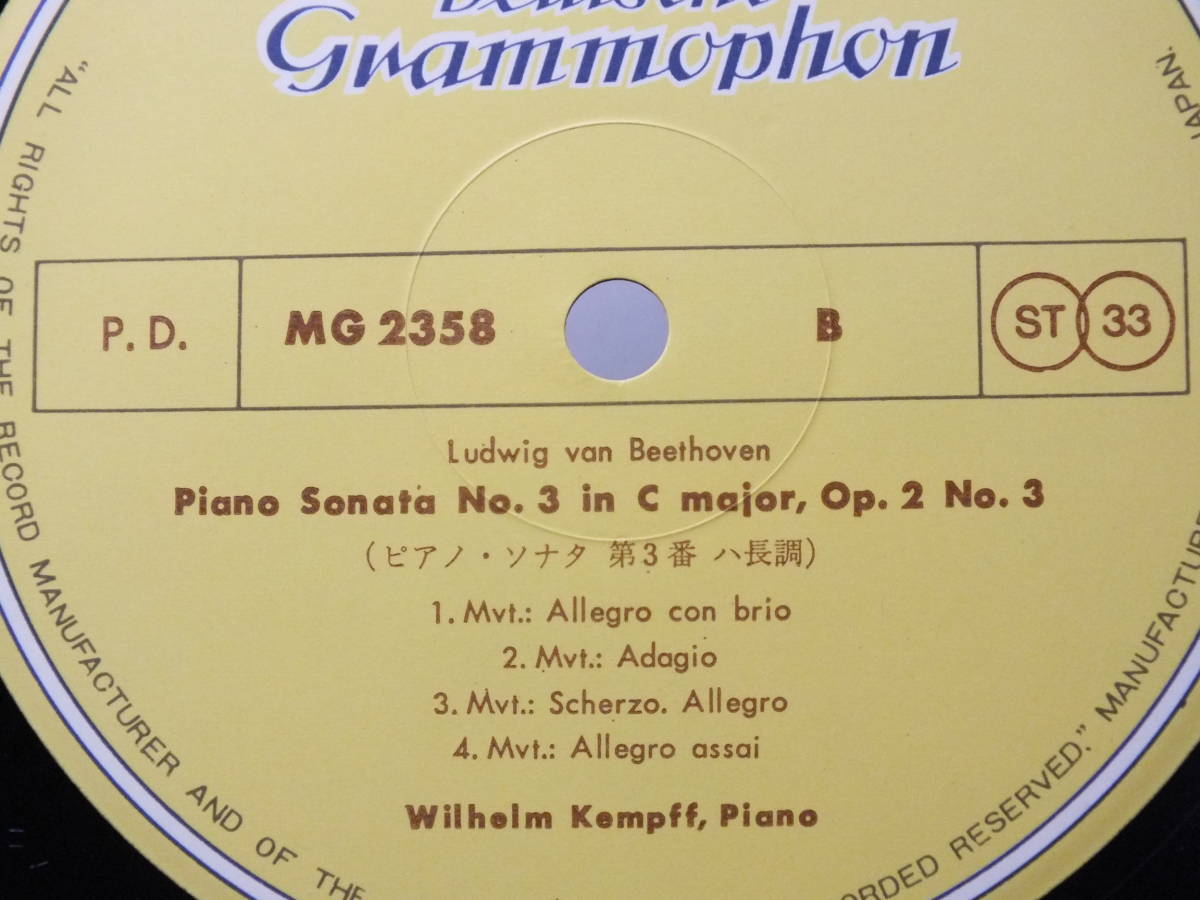 Deutsche
Grammophon
P. D.
MG 2358
B
ST 33
Ludwig van Beethoven
Piano Sonata No. 3 in C major, Op. 2 No. 3
(ピアノ・ソナタ 第3番 ハ長調)
1. Mvt.: Allegro con brio
2. Mvt.: Adagio
3. Mvt.: Scherzo. Allegro
4. Mvt.: Allegro assai
Wilhelm Kempff, Piano
"ALL RIGHTS OF THE RECORD MANUFACTURER AND OF THE
ORDED RESERVED." MANUFACTURE
JAPAN.